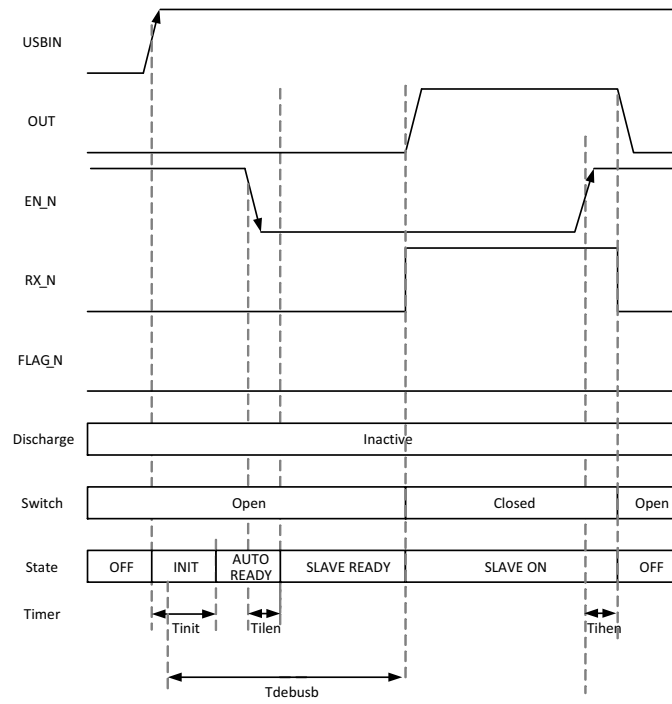 USBIN
OUT
EN_N
RX_N
FLAG_N
Discharge Inactive
Switch Open Closed Open
State OFF INIT AUTO READY SLAVE READY SLAVE ON OFF
Timer
Tinit Tilen Tihen
Tdebusb